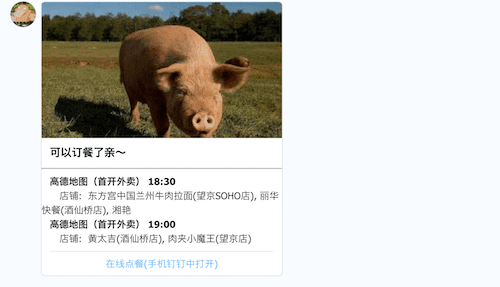 可以订餐了亲～
高德地图（首开外卖） 18:30
店铺：东方宫中国兰州牛肉拉面(望京SOHO店), 丽华
快餐(酒仙桥店), 湘艳
高德地图（首开外卖） 19:00
店铺：黄太吉(酒仙桥店), 肉夹小魔王(望京店)
在线点餐(手机钉钉中打开)